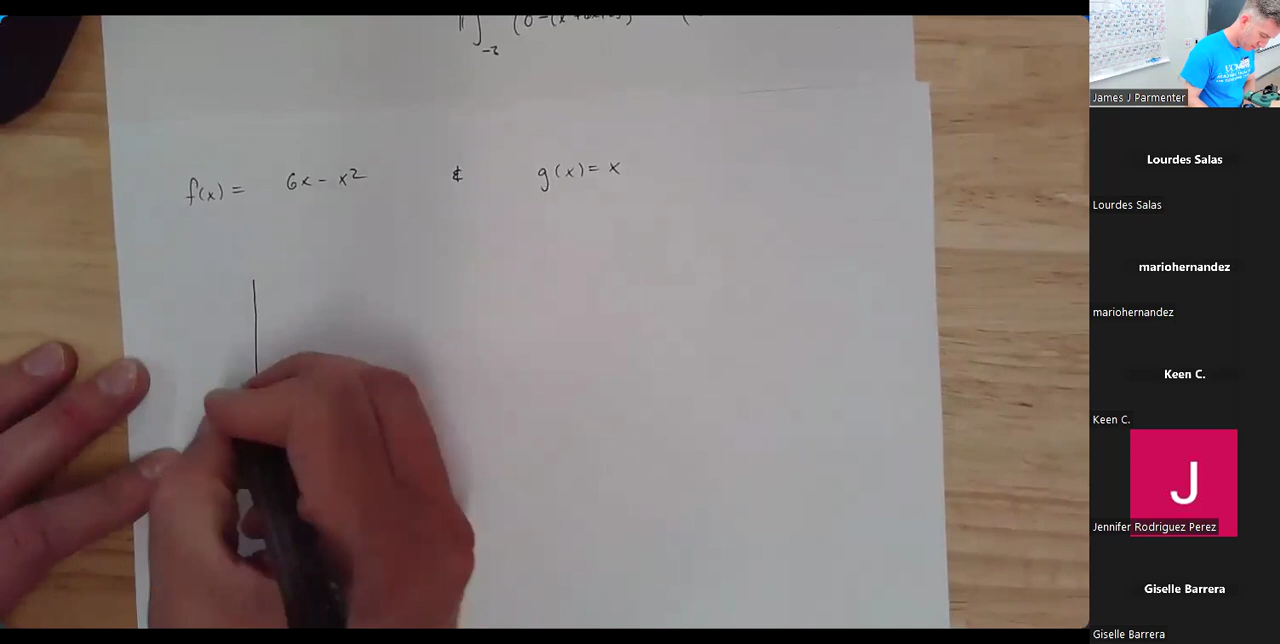 -2
f(x) = 6x - x² & g(x) = x
James J Parmenter
Lourdes Salas
Lourdes Salas
mariohernandez
mariohernandez
Keen C.
Keen C.
J
Jennifer Rodriguez Perez
Giselle Barrera
Giselle Barrera